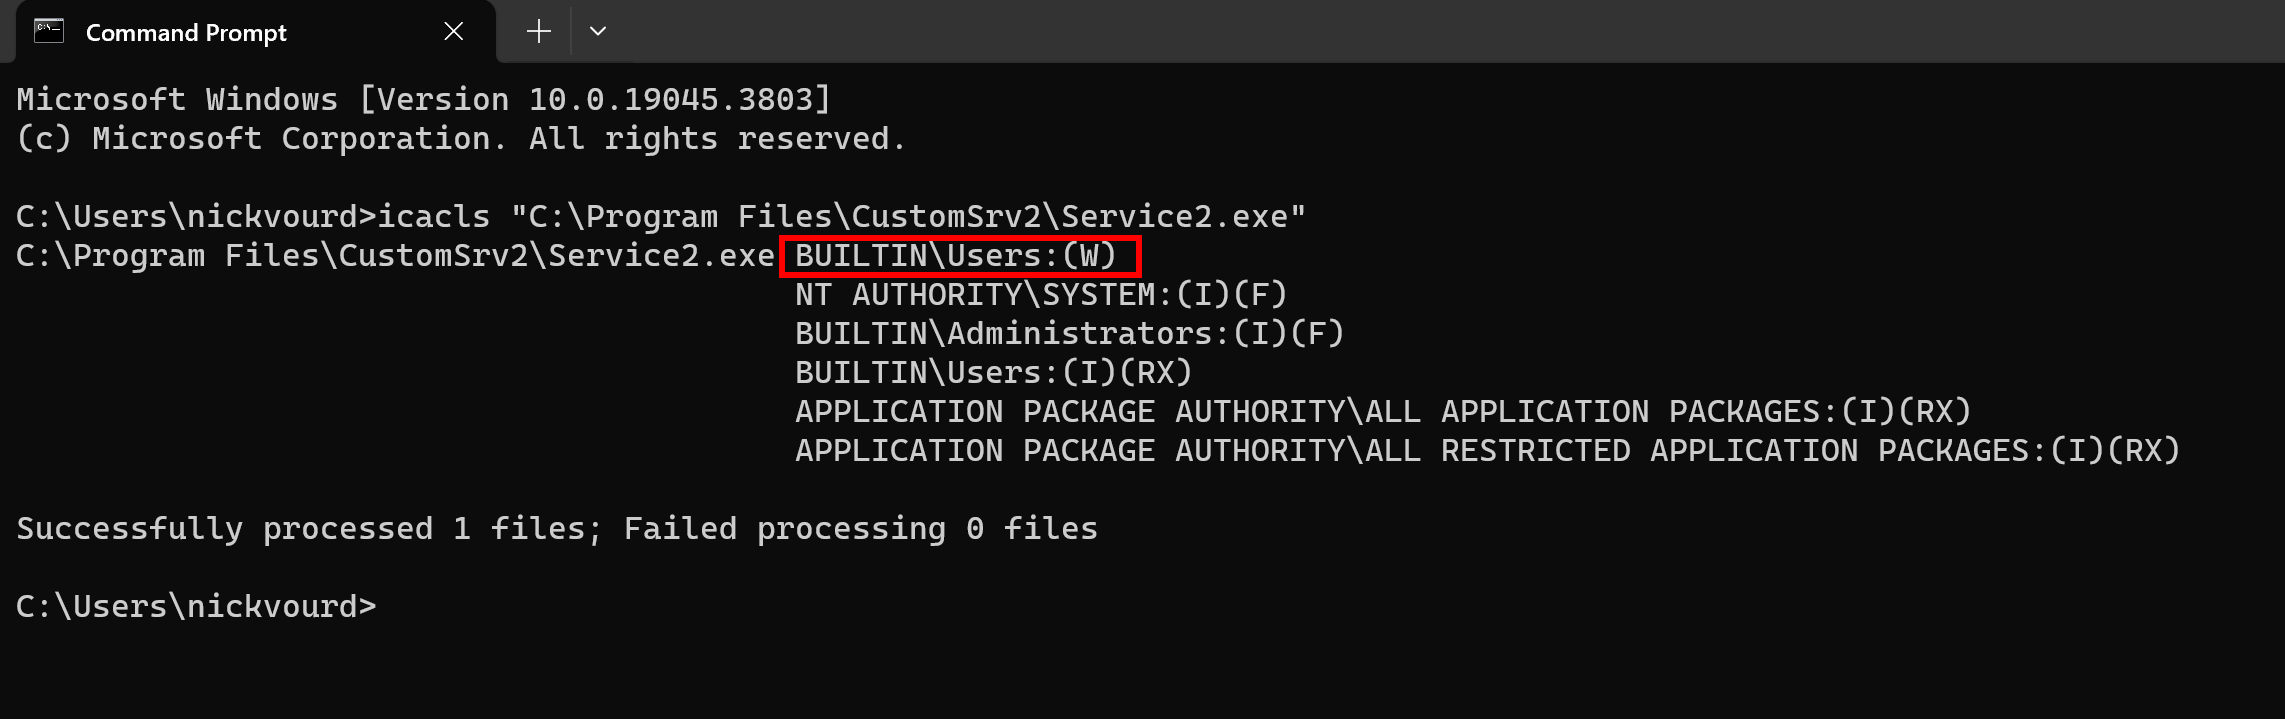 Command Prompt
Microsoft Windows [Version 10.0.19045.3803]
(c) Microsoft Corporation. All rights reserved.
C:\Users\nickvourd>icacls "C:\Program Files\CustomSrv2\Service2.exe"
C:\Program Files\CustomSrv2\Service2.exe BUILTIN\Users:(W)
NT AUTHORITY\SYSTEM:(I)(F)
BUILTIN\Administrators:(I)(F)
BUILTIN\Users:(I)(RX)
APPLICATION PACKAGE AUTHORITY\ALL APPLICATION PACKAGES:(I)(RX)
APPLICATION PACKAGE AUTHORITY\ALL RESTRICTED APPLICATION PACKAGES:(I)(RX)
Successfully processed 1 files; Failed processing 0 files
C:\Users\nickvourd>